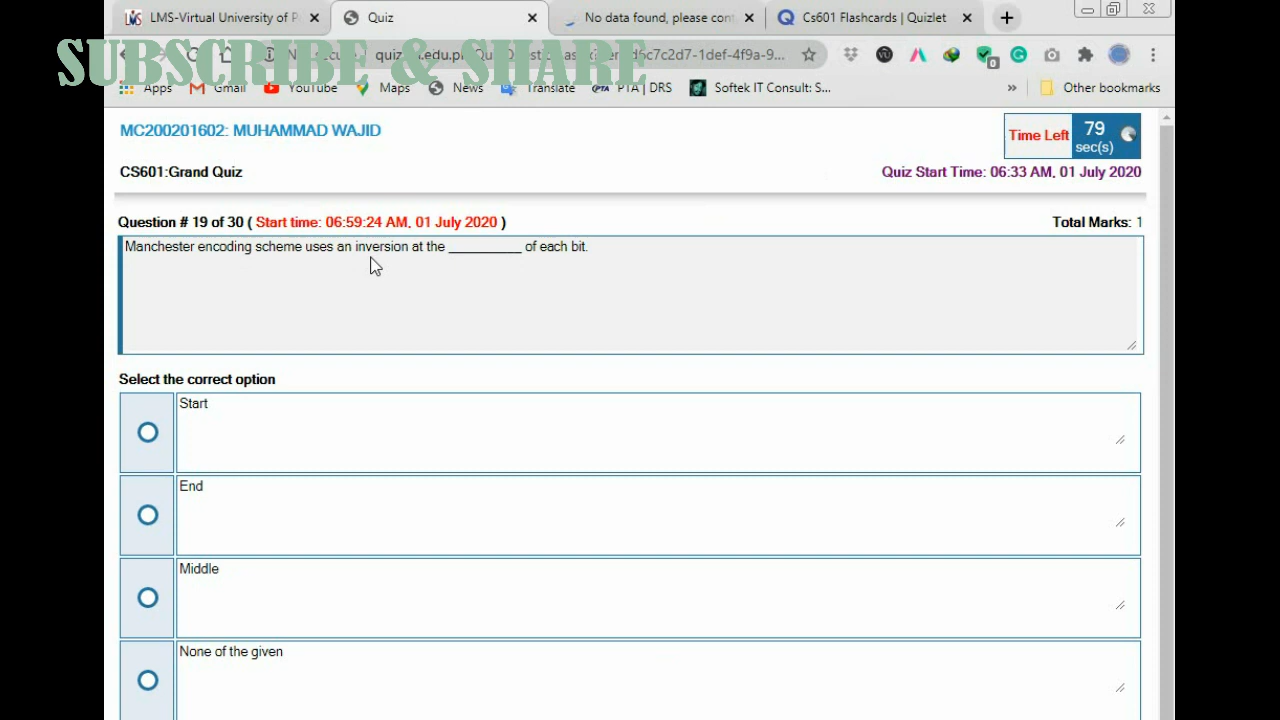 LMS-Virtual University of P
Quiz
No data found, please con
Cs601 Flashcards | Quizlet
SUBSCRIBE & SHARE
Apps
Gmail
YouTube
Maps
News
Translate
PTA | DRS
Softek IT Consult: S...
»
Other bookmarks
MC200201602: MUHAMMAD WAJID
Time Left
79
sec(s)
CS601:Grand Quiz
Quiz Start Time: 06:33 AM, 01 July 2020
Question # 19 of 30 ( Start time: 06:59:24 AM, 01 July 2020 )
Total Marks: 1
Manchester encoding scheme uses an inversion at the __________ of each bit.
Select the correct option
Start
End
Middle
None of the given